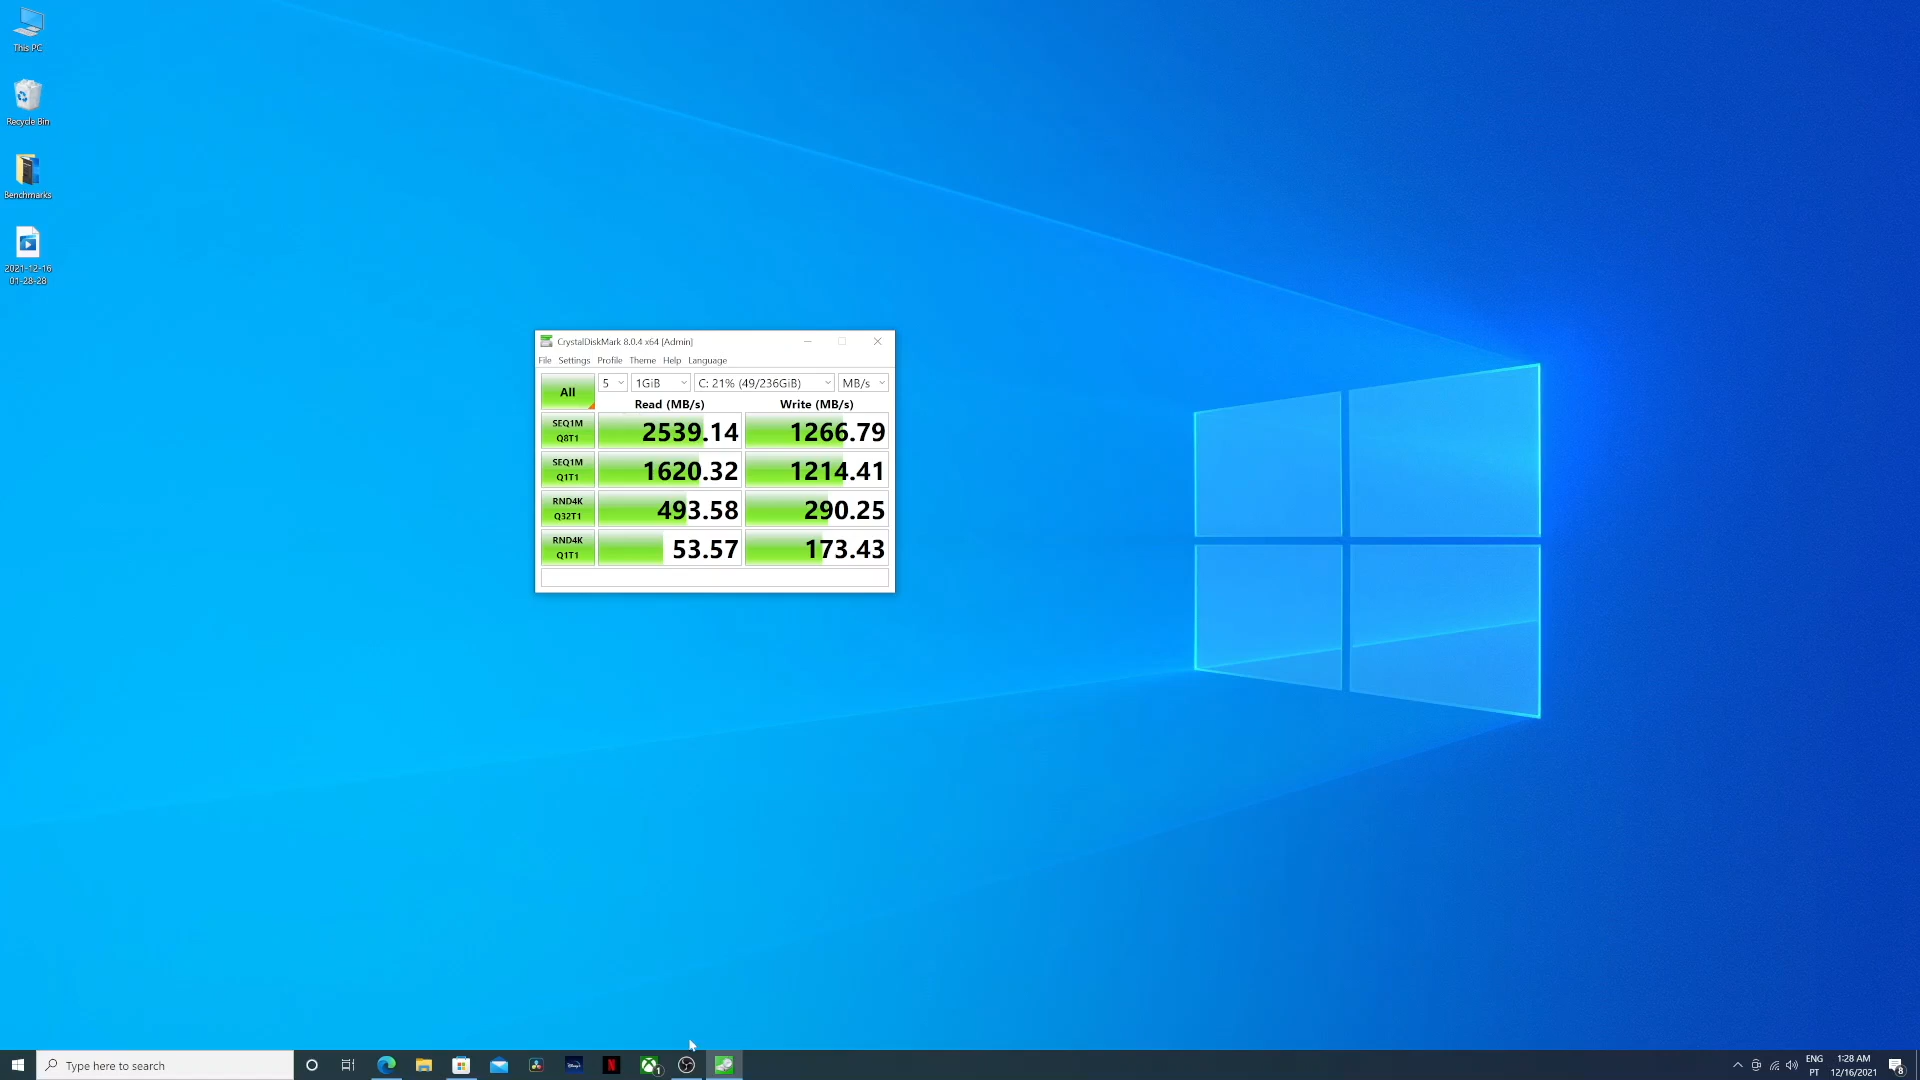 This PC
Recycle Bin
Benchmarks
2021-12-16
01-28-28
CrystalDiskMark 8.0.4 x64 [Admin]
File Settings Profile Theme Help Language
All 5 1GiB C: 21% (49/236GiB) MB/s
Read (MB/s) Write (MB/s)
SEQ1M
Q8T1
2539.14 1266.79
SEQ1M
Q1T1
1620.32 1214.41
RND4K
Q32T1
493.58 290.25
RND4K
Q1T1
53.57 173.43
Type here to search
N
1
ENG
PT
1:28 AM
12/16/2021
8